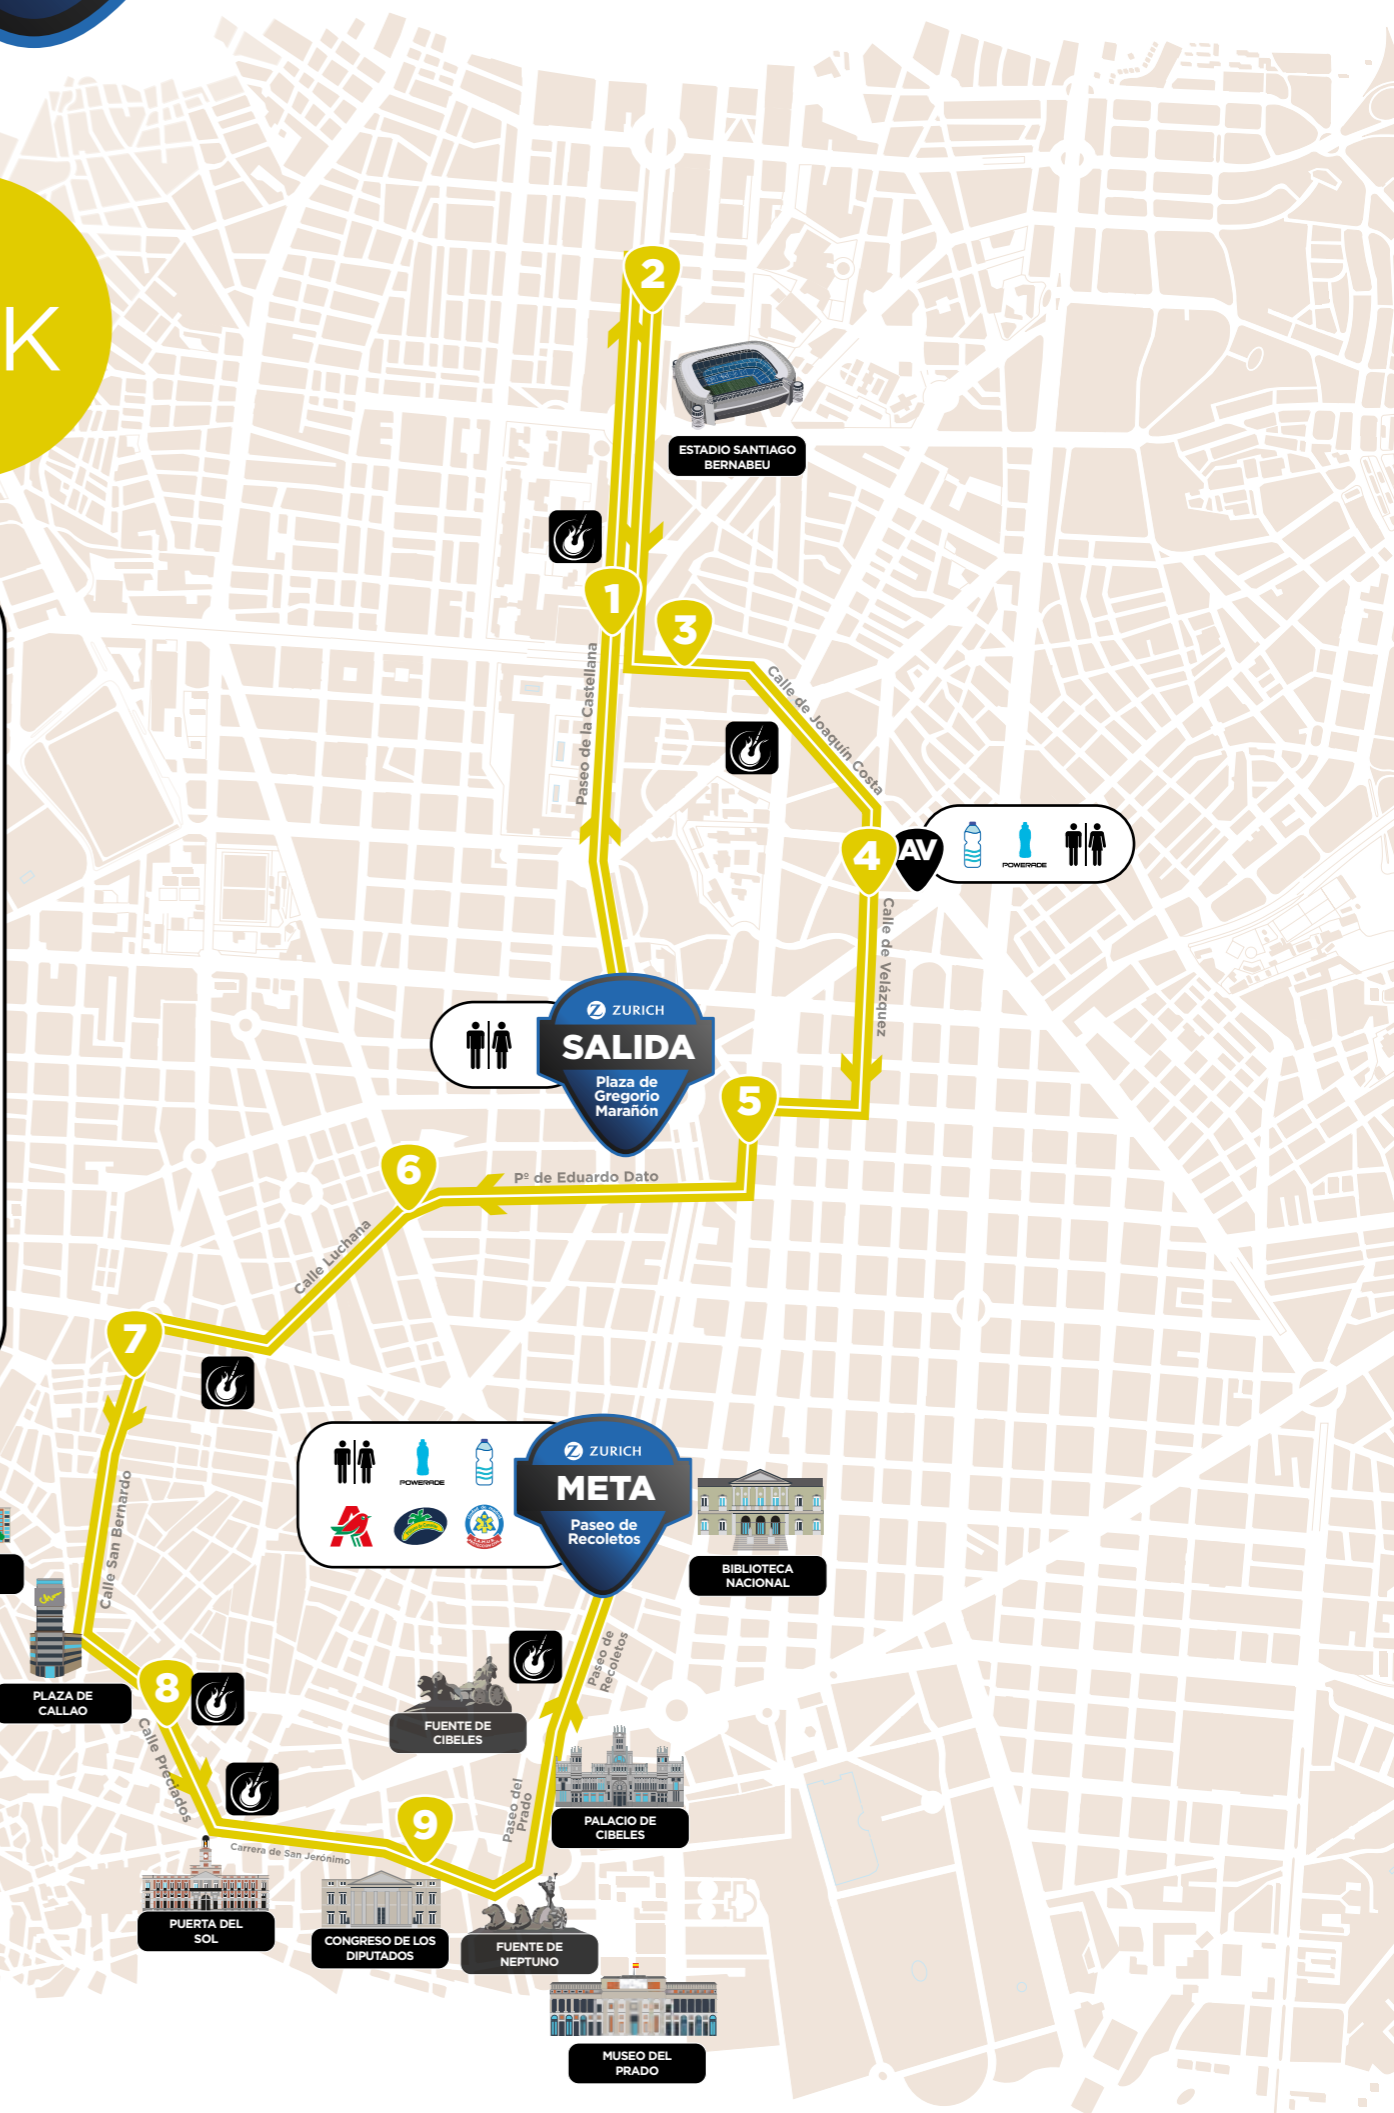 K
2
ESTADIO SANTIAGO
BERNABEU
1
3
Paseo de la Castellana
Calle de Joaquín Costa
4
AV
POWERADE
Calle de Velázquez
ZURICH
SALIDA
Plaza de
Gregorio
Marañón
5
6
Pº de Eduardo Dato
Calle Luchana
7
Calle San Bernardo
POWERADE
ZURICH
META
Paseo de
Recoletos
BIBLIOTECA
NACIONAL
Paseo de
Recoletos
8
PLAZA DE
CALLAO
Calle Preciados
FUENTE DE
CIBELES
Paseo del
Prado
PALACIO DE
CIBELES
9
Carrera de San Jerónimo
PUERTA DEL
SOL
CONGRESO DE LOS
DIPUTADOS
FUENTE DE
NEPTUNO
MUSEO DEL
PRADO